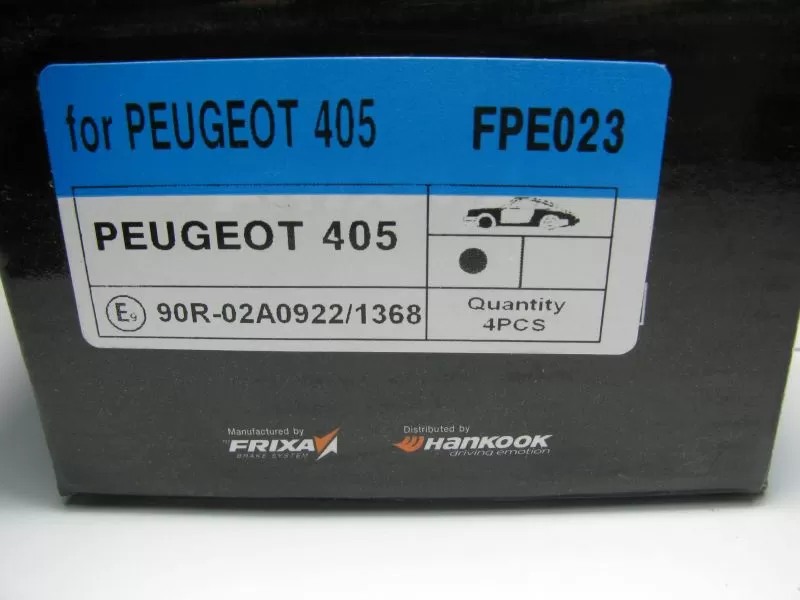 for PEUGEOT 405 FPE023
PEUGEOT 405
E9 90R-02A0922/1368
Quantity
4PCS
Manufactured by
FRIXA
BRAKE SYSTEM
Distributed by
HANKOOK
driving emotion